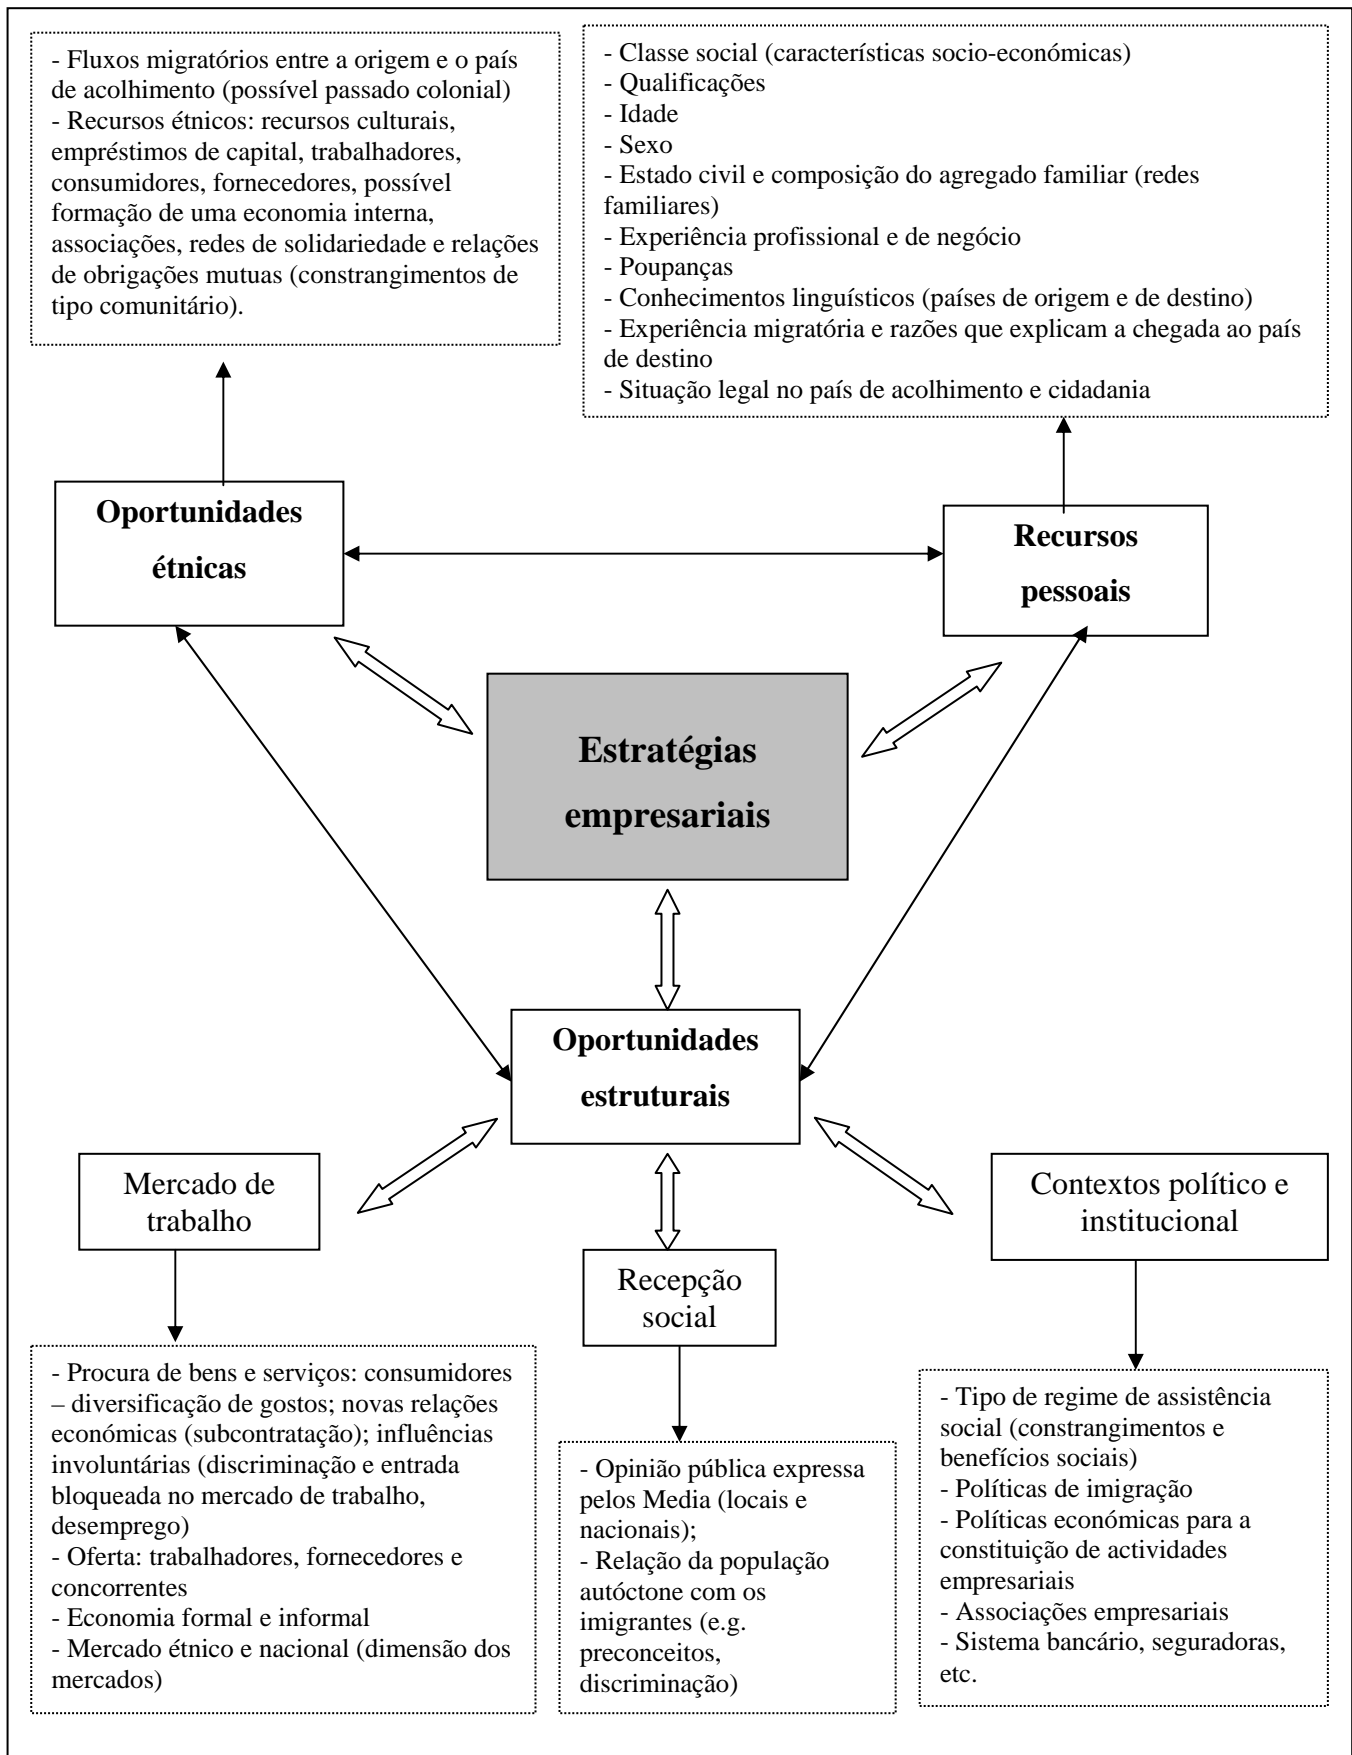 - Fluxos migratórios entre a origem e o país
de acolhimento (possível passado colonial)
- Recursos étnicos: recursos culturais,
empréstimos de capital, trabalhadores,
consumidores, fornecedores, possível
formação de uma economia interna,
associações, redes de solidariedade e relações
de obrigações mutuas (constrangimentos de
tipo comunitário).
- Classe social (características socio-económicas)
- Qualificações
- Idade
- Sexo
- Estado civil e composição do agregado familiar (redes
familiares)
- Experiência profissional e de negócio
- Poupanças
- Conhecimentos linguísticos (países de origem e de destino)
- Experiência migratória e razões que explicam a chegada ao país
de destino
- Situação legal no país de acolhimento e cidadania
Oportunidades
étnicas
Recursos
pessoais
Estratégias
empresariais
Oportunidades
estruturais
Mercado de
trabalho
Recepção
social
Contextos político e
institucional
- Procura de bens e serviços: consumidores
– diversificação de gostos; novas relações
económicas (subcontratação); influências
involuntárias (discriminação e entrada
bloqueada no mercado de trabalho,
desemprego)
- Oferta: trabalhadores, fornecedores e
concorrentes
- Economia formal e informal
- Mercado étnico e nacional (dimensão dos
mercados)
- Opinião pública expressa
pelos Media (locais e
nacionais);
- Relação da população
autóctone com os
imigrantes (e.g.
preconceitos,
discriminação)
- Tipo de regime de assistência
social (constrangimentos e
benefícios sociais)
- Políticas de imigração
- Políticas económicas para a
constituição de actividades
empresariais
- Associações empresariais
- Sistema bancário, seguradoras,
etc.